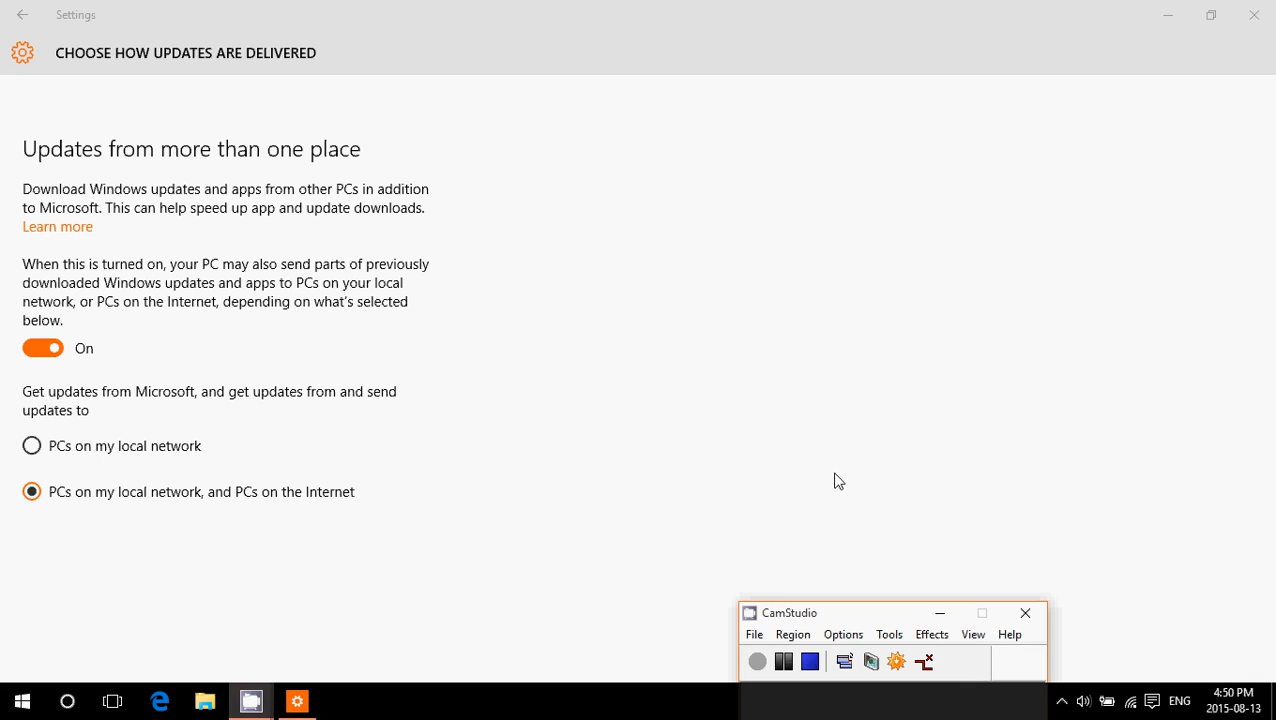 Settings
CHOOSE HOW UPDATES ARE DELIVERED
Updates from more than one place
Download Windows updates and apps from other PCs in addition
to Microsoft. This can help speed up app and update downloads.
Learn more
When this is turned on, your PC may also send parts of previously
downloaded Windows updates and apps to PCs on your local
network, or PCs on the Internet, depending on what's selected
below.
On
Get updates from Microsoft, and get updates from and send
updates to
PCs on my local network
PCs on my local network, and PCs on the Internet
CamStudio
File Region Options Tools Effects View Help
ENG
4:50 PM
2015-08-13